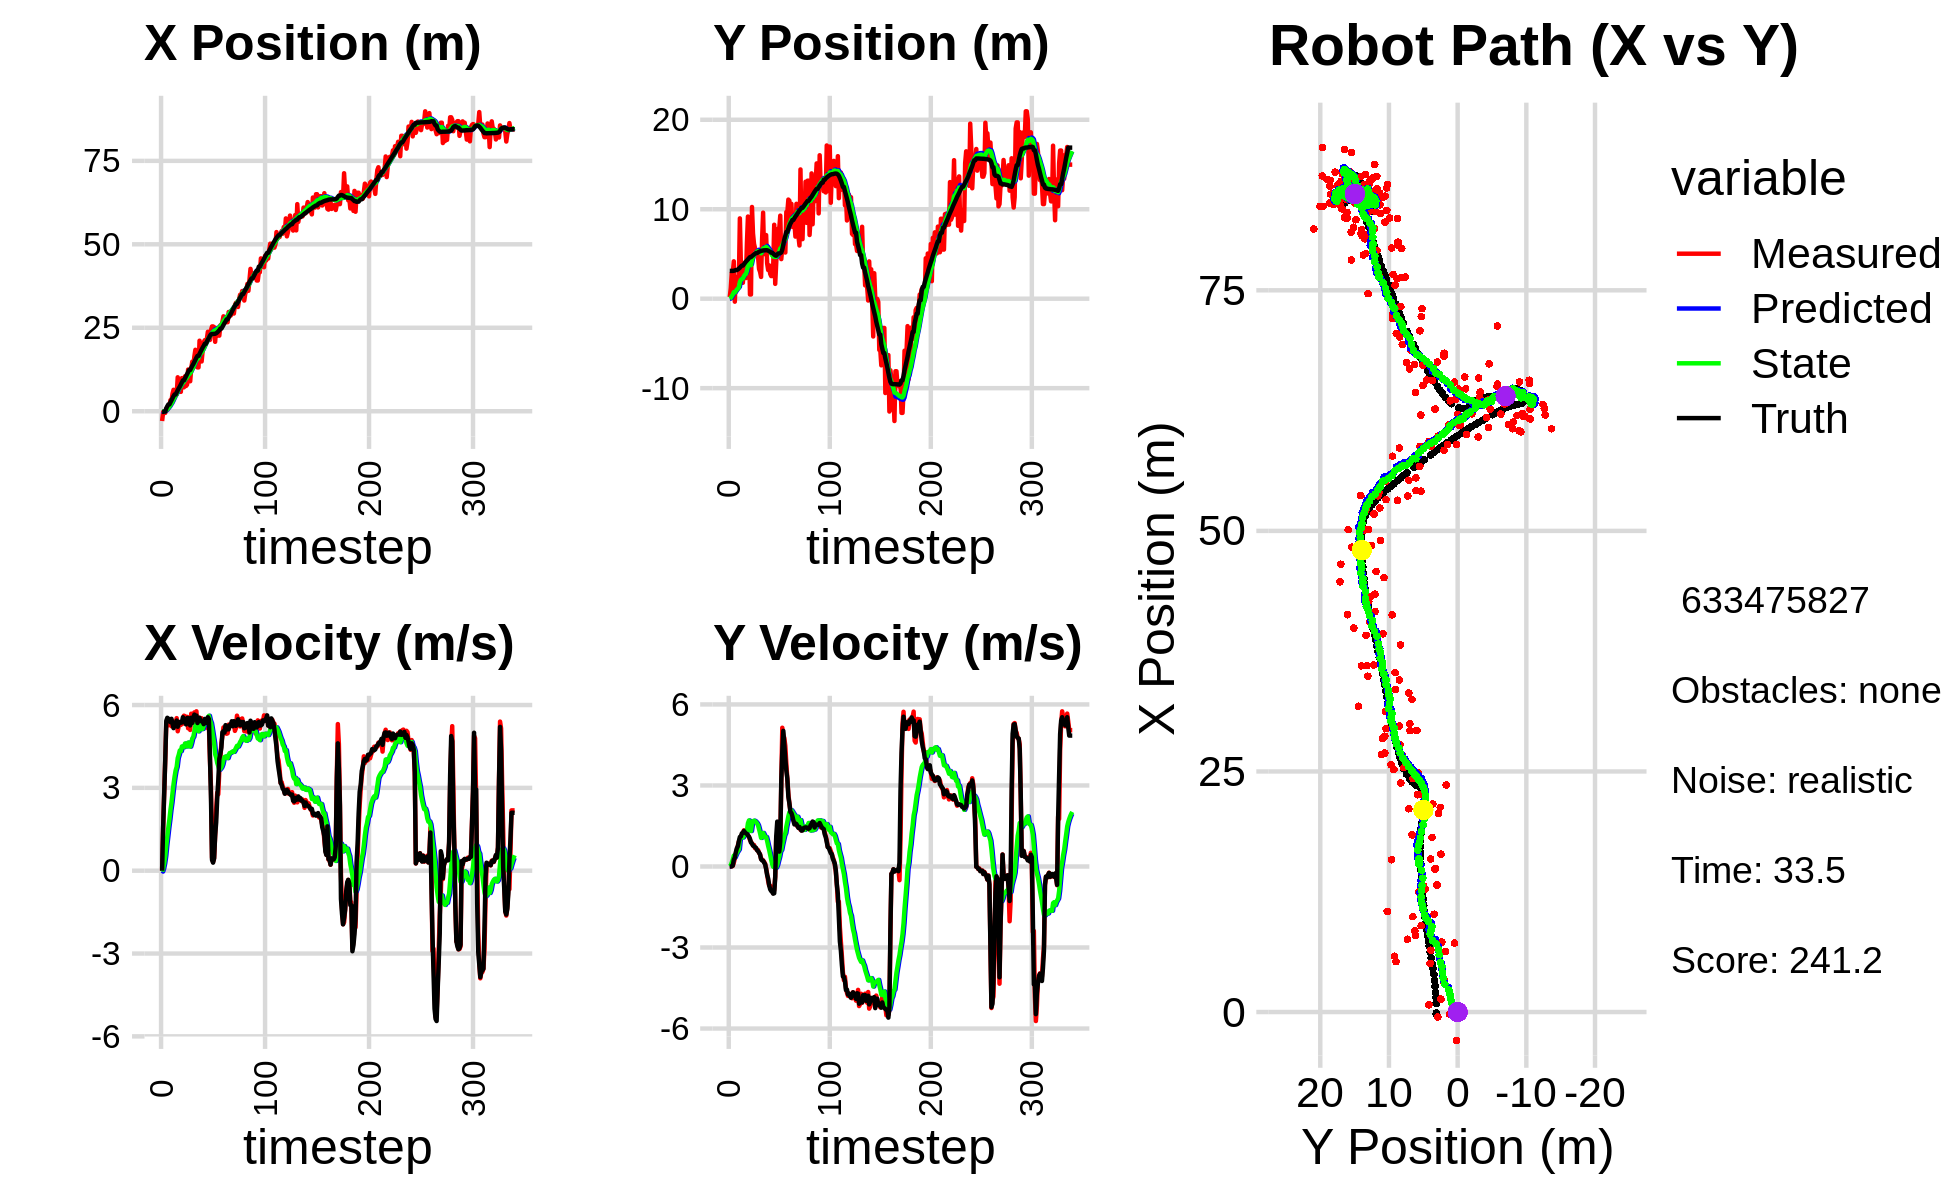 X Position (m)
75
50
25
0
0
100
200
300
timestep
Y Position (m)
20
10
0
-10
0
100
200
300
timestep
X Velocity (m/s)
6
3
0
-3
-6
0
100
200
300
timestep
Y Velocity (m/s)
6
3
0
-3
-6
0
100
200
300
timestep
Robot Path (X vs Y)
X Position (m)
75
50
25
0
20 10 0 -10 -20
Y Position (m)
variable
Measured
Predicted
State
Truth
633475827
Obstacles: none
Noise: realistic
Time: 33.5
Score: 241.2